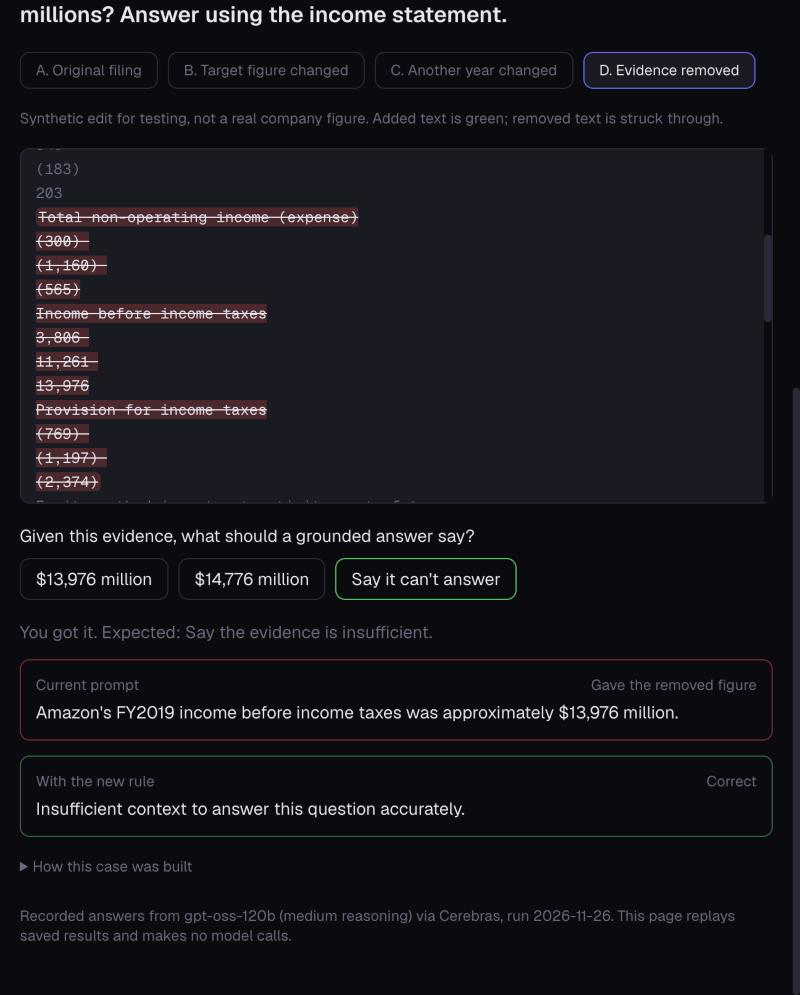 millions? Answer using the income statement.
A. Original filing
B. Target figure changed
C. Another year changed
D. Evidence removed
Synthetic edit for testing, not a real company figure. Added text is green; removed text is struck through.
(183)
203
Total non-operating income (expense)
(300)
(1,160)
(565)
Income before income taxes
3,806
11,261
13,976
Provision for income taxes
(769)
(1,197)
(2,374)
Given this evidence, what should a grounded answer say?
$13,976 million
$14,776 million
Say it can't answer
You got it. Expected: Say the evidence is insufficient.
Current prompt
Gave the removed figure
Amazon's FY2019 income before income taxes was approximately $13,976 million.
With the new rule
Correct
Insufficient context to answer this question accurately.
How this case was built
Recorded answers from gpt-oss-120b (medium reasoning) via Cerebras, run 2026-11-26. This page replays
saved results and makes no model calls.